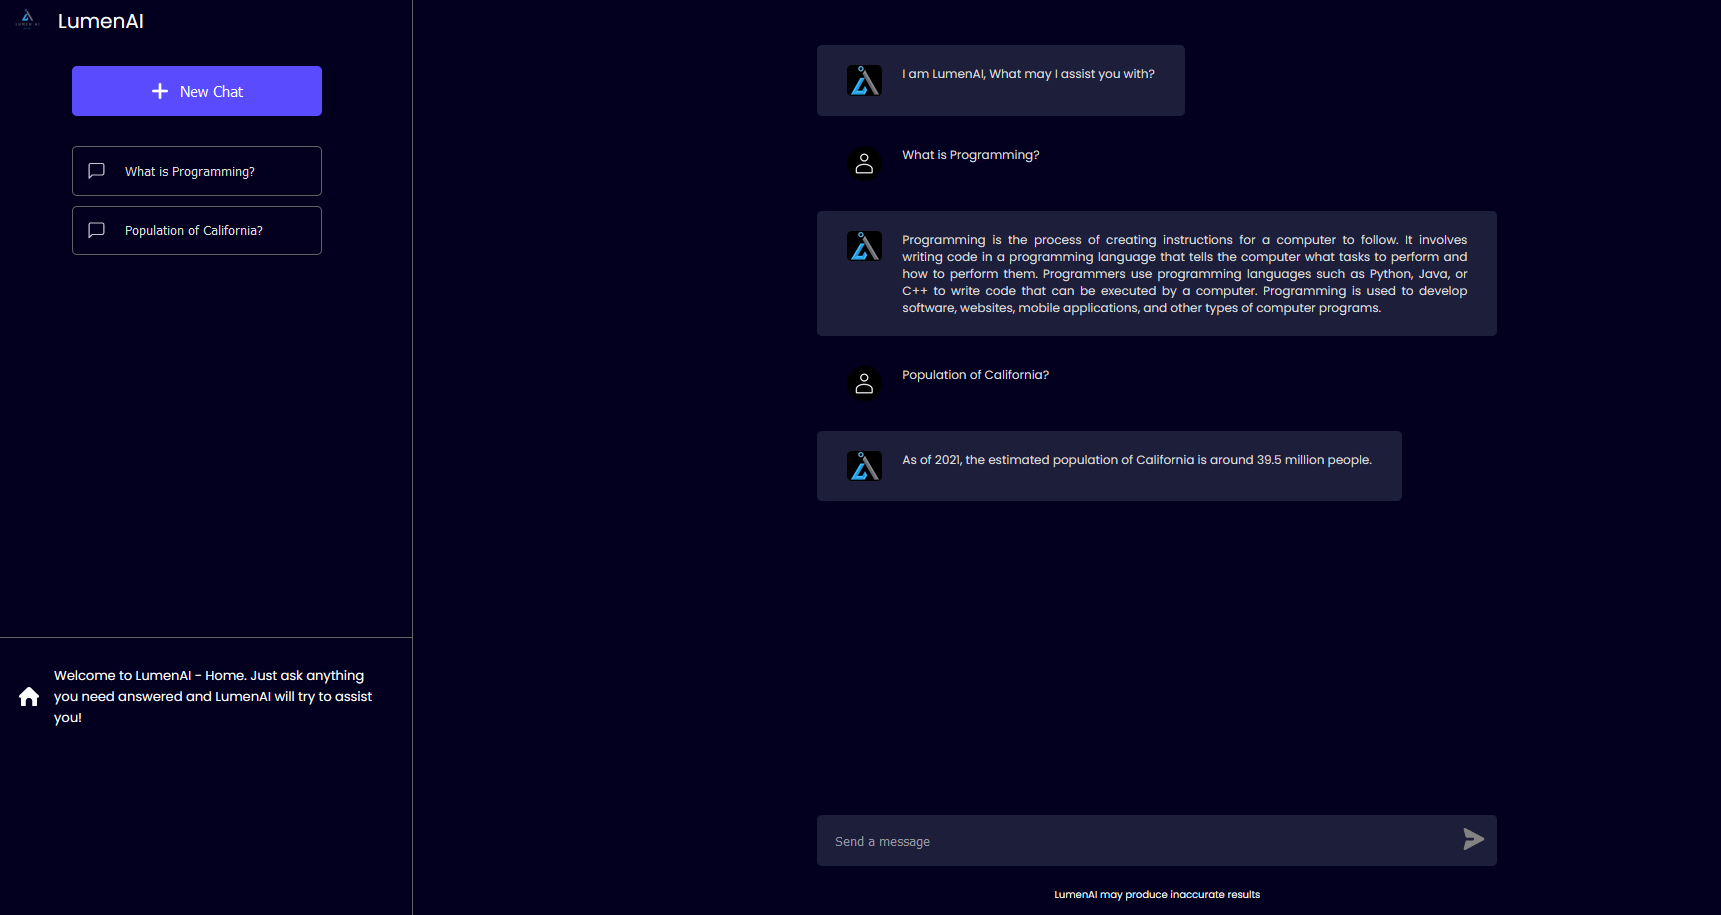 LumenAI
New Chat
What is Programming?
Population of California?
Welcome to LumenAI - Home. Just ask anything
you need answered and LumenAI will try to assist
you!
I am LumenAI, What may I assist you with?
What is Programming?
Programming is the process of creating instructions for a computer to follow. It involves
writing code in a programming language that tells the computer what tasks to perform and
how to perform them. Programmers use programming languages such as Python, Java, or
C++ to write code that can be executed by a computer. Programming is used to develop
software, websites, mobile applications, and other types of computer programs.
Population of California?
As of 2021, the estimated population of California is around 39.5 million people.
Send a message
LumenAI may produce inaccurate results